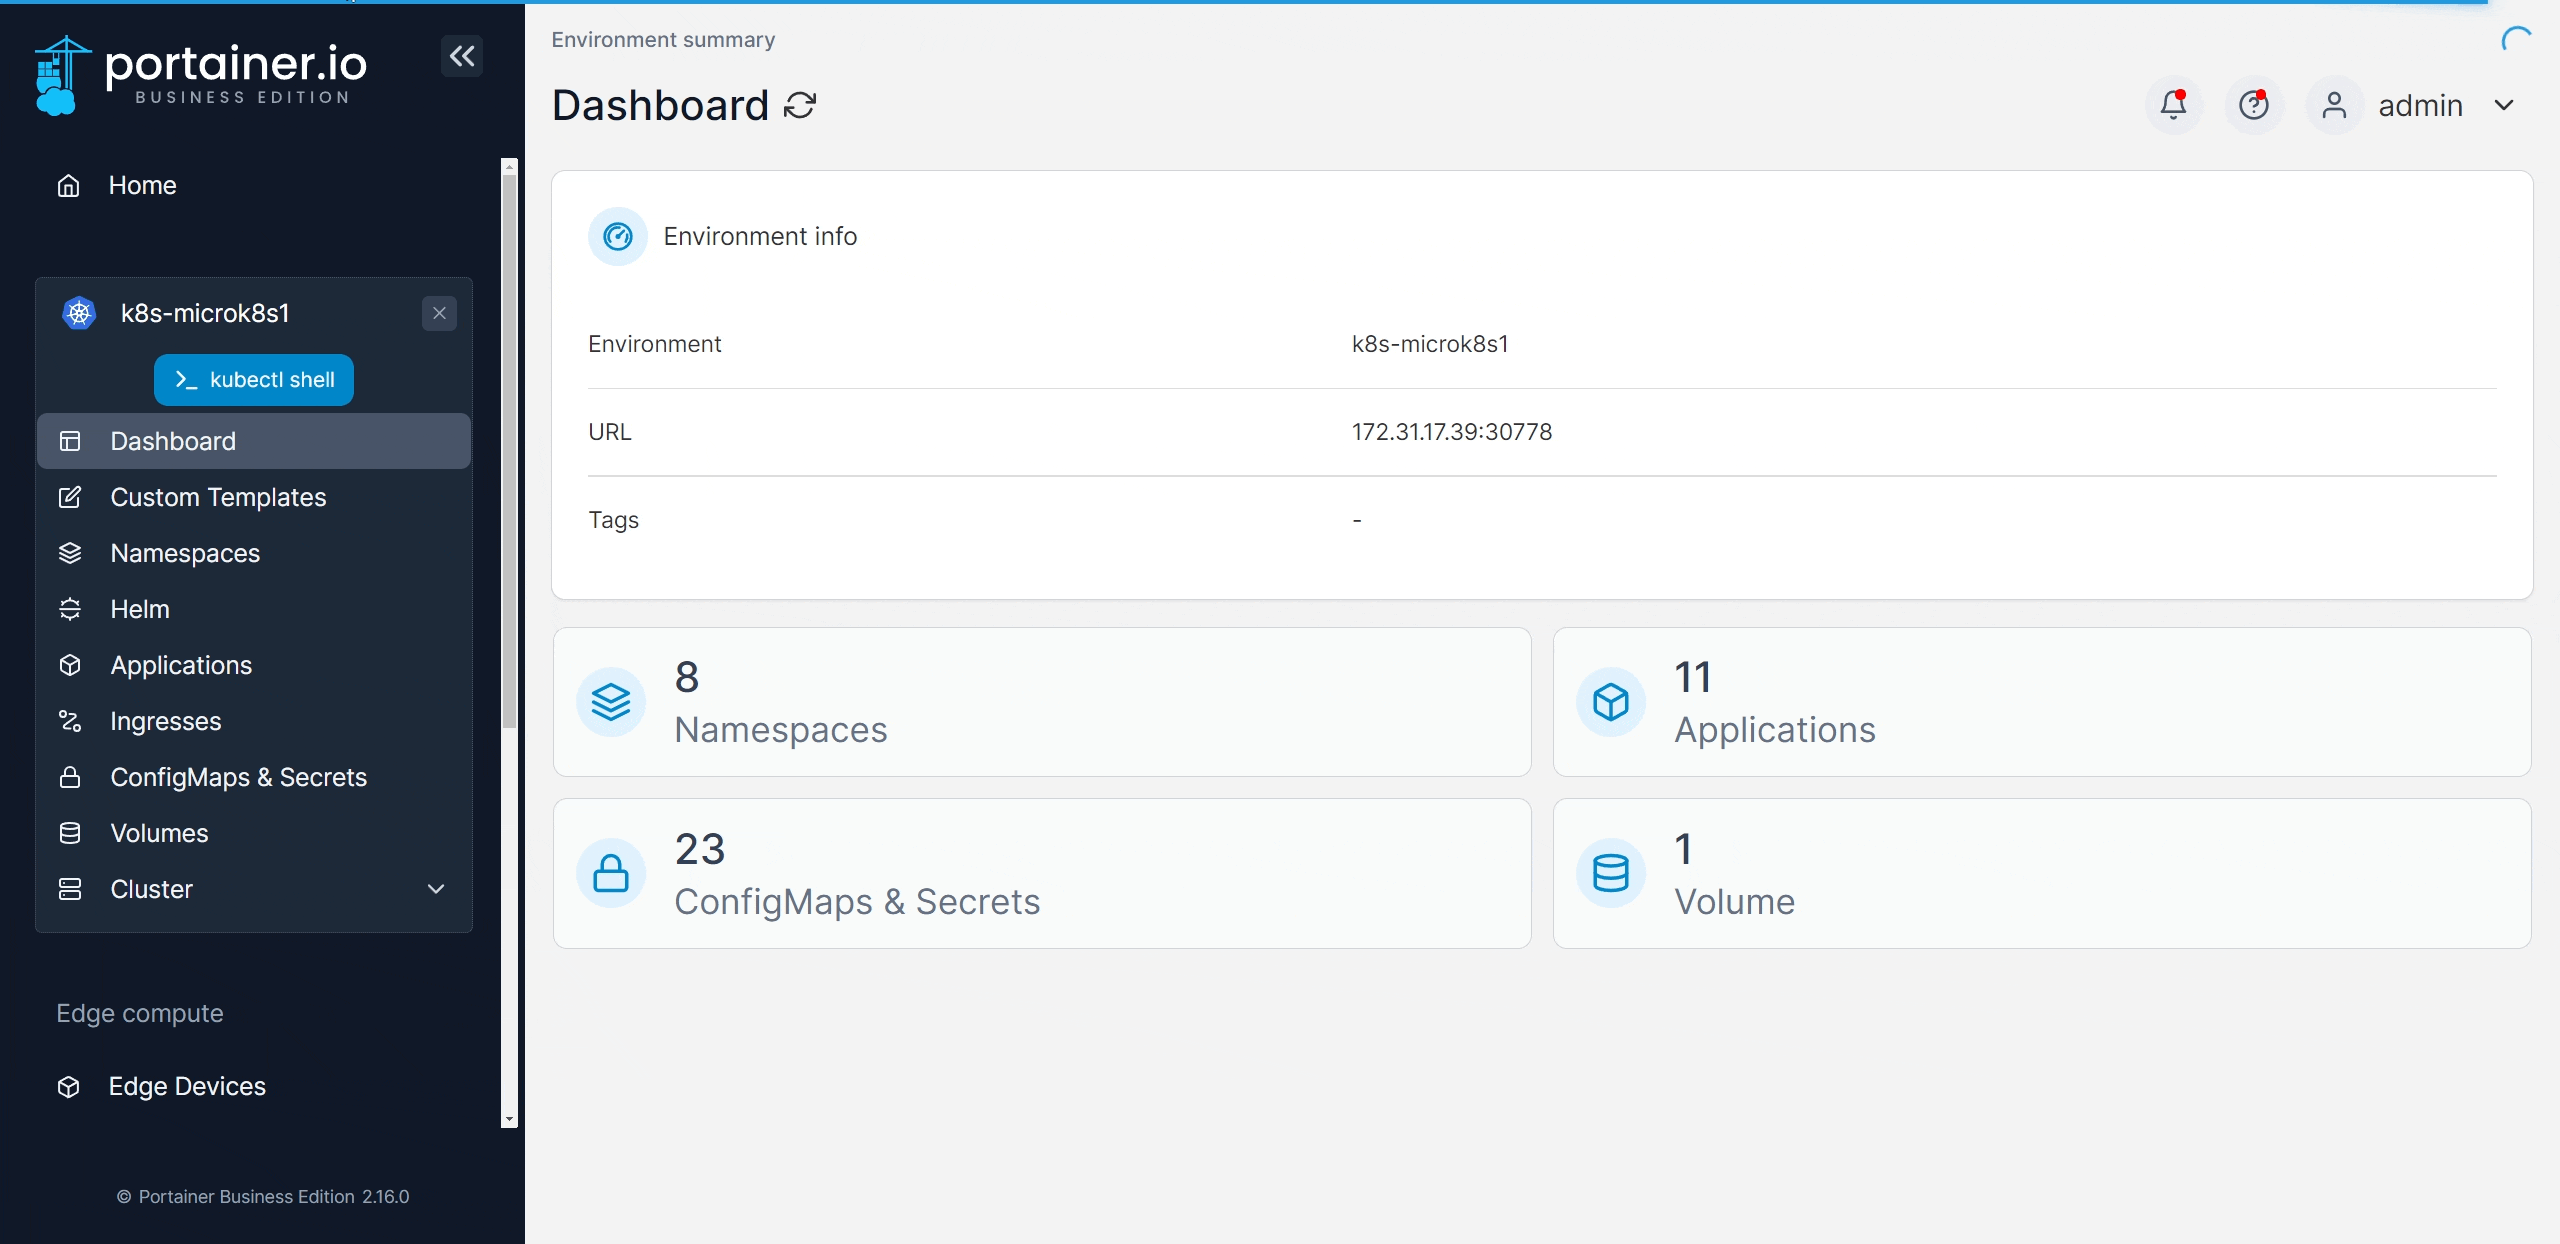 portainer.io
BUSINESS EDITION
Home
k8s-microk8s1
kubectl shell
Dashboard
Custom Templates
Namespaces
Helm
Applications
Ingresses
ConfigMaps & Secrets
Volumes
Cluster
Edge compute
Edge Devices
© Portainer Business Edition 2.16.0
Environment summary
Dashboard
admin
Environment info
Environment k8s-microk8s1
URL 172.31.17.39:30778
Tags -
8
Namespaces
11
Applications
23
ConfigMaps & Secrets
1
Volume